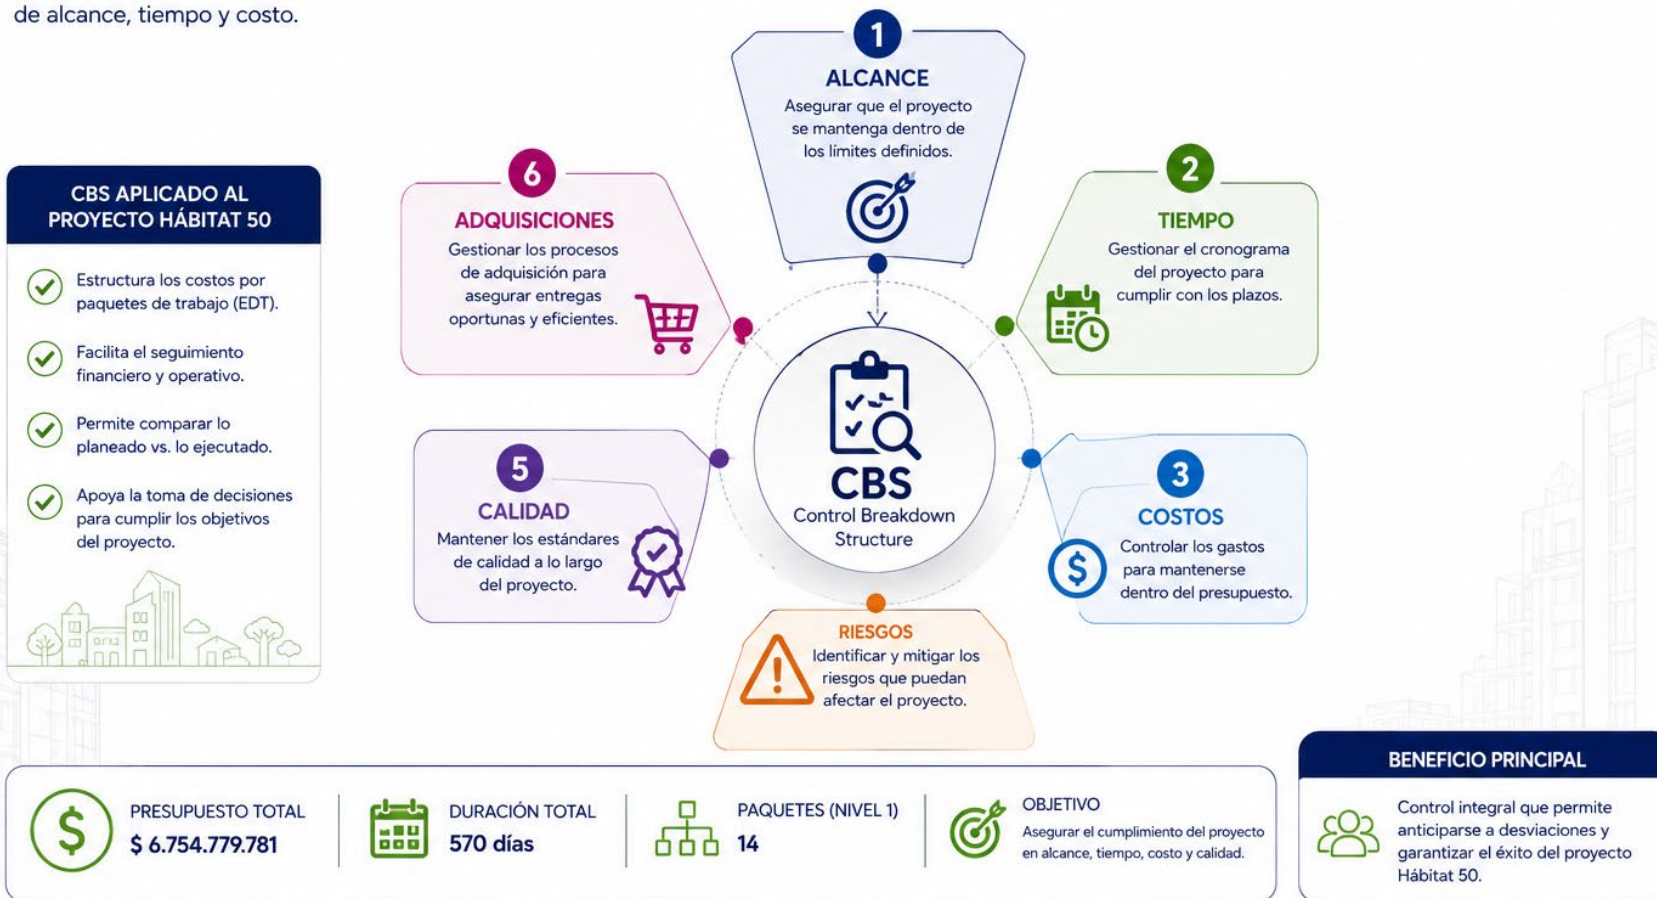 de alcance, tiempo y costo.
1
ALCANCE
Asegurar que el proyecto
se mantenga dentro de
los límites definidos.
2
TIEMPO
Gestionar el cronograma
del proyecto para
cumplir con los plazos.
6
ADQUISICIONES
Gestionar los procesos
de adquisición para
asegurar entregas
oportunas y eficientes.
CBS APLICADO AL
PROYECTO HÁBITAT 50
Estructura los costos por
paquetes de trabajo (EDT).
Facilita el seguimiento
financiero y operativo.
Permite comparar lo
planeado vs. lo ejecutado.
Apoya la toma de decisiones
para cumplir los objetivos
del proyecto.
CBS
Control Breakdown
Structure
5
CALIDAD
Mantener los estándares
de calidad a lo largo
del proyecto.
3
COSTOS
Controlar los gastos
para mantenerse
dentro del presupuesto.
RIESGOS
Identificar y mitigar los
riesgos que puedan
afectar el proyecto.
$
PRESUPUESTO TOTAL
$ 6.754.779.781
DURACIÓN TOTAL
570 días
PAQUETES (NIVEL 1)
14
OBJETIVO
Asegurar el cumplimiento del proyecto
en alcance, tiempo, costo y calidad.
BENEFICIO PRINCIPAL
Control integral que permite
anticiparse a desviaciones y
garantizar el éxito del proyecto
Hábitat 50.